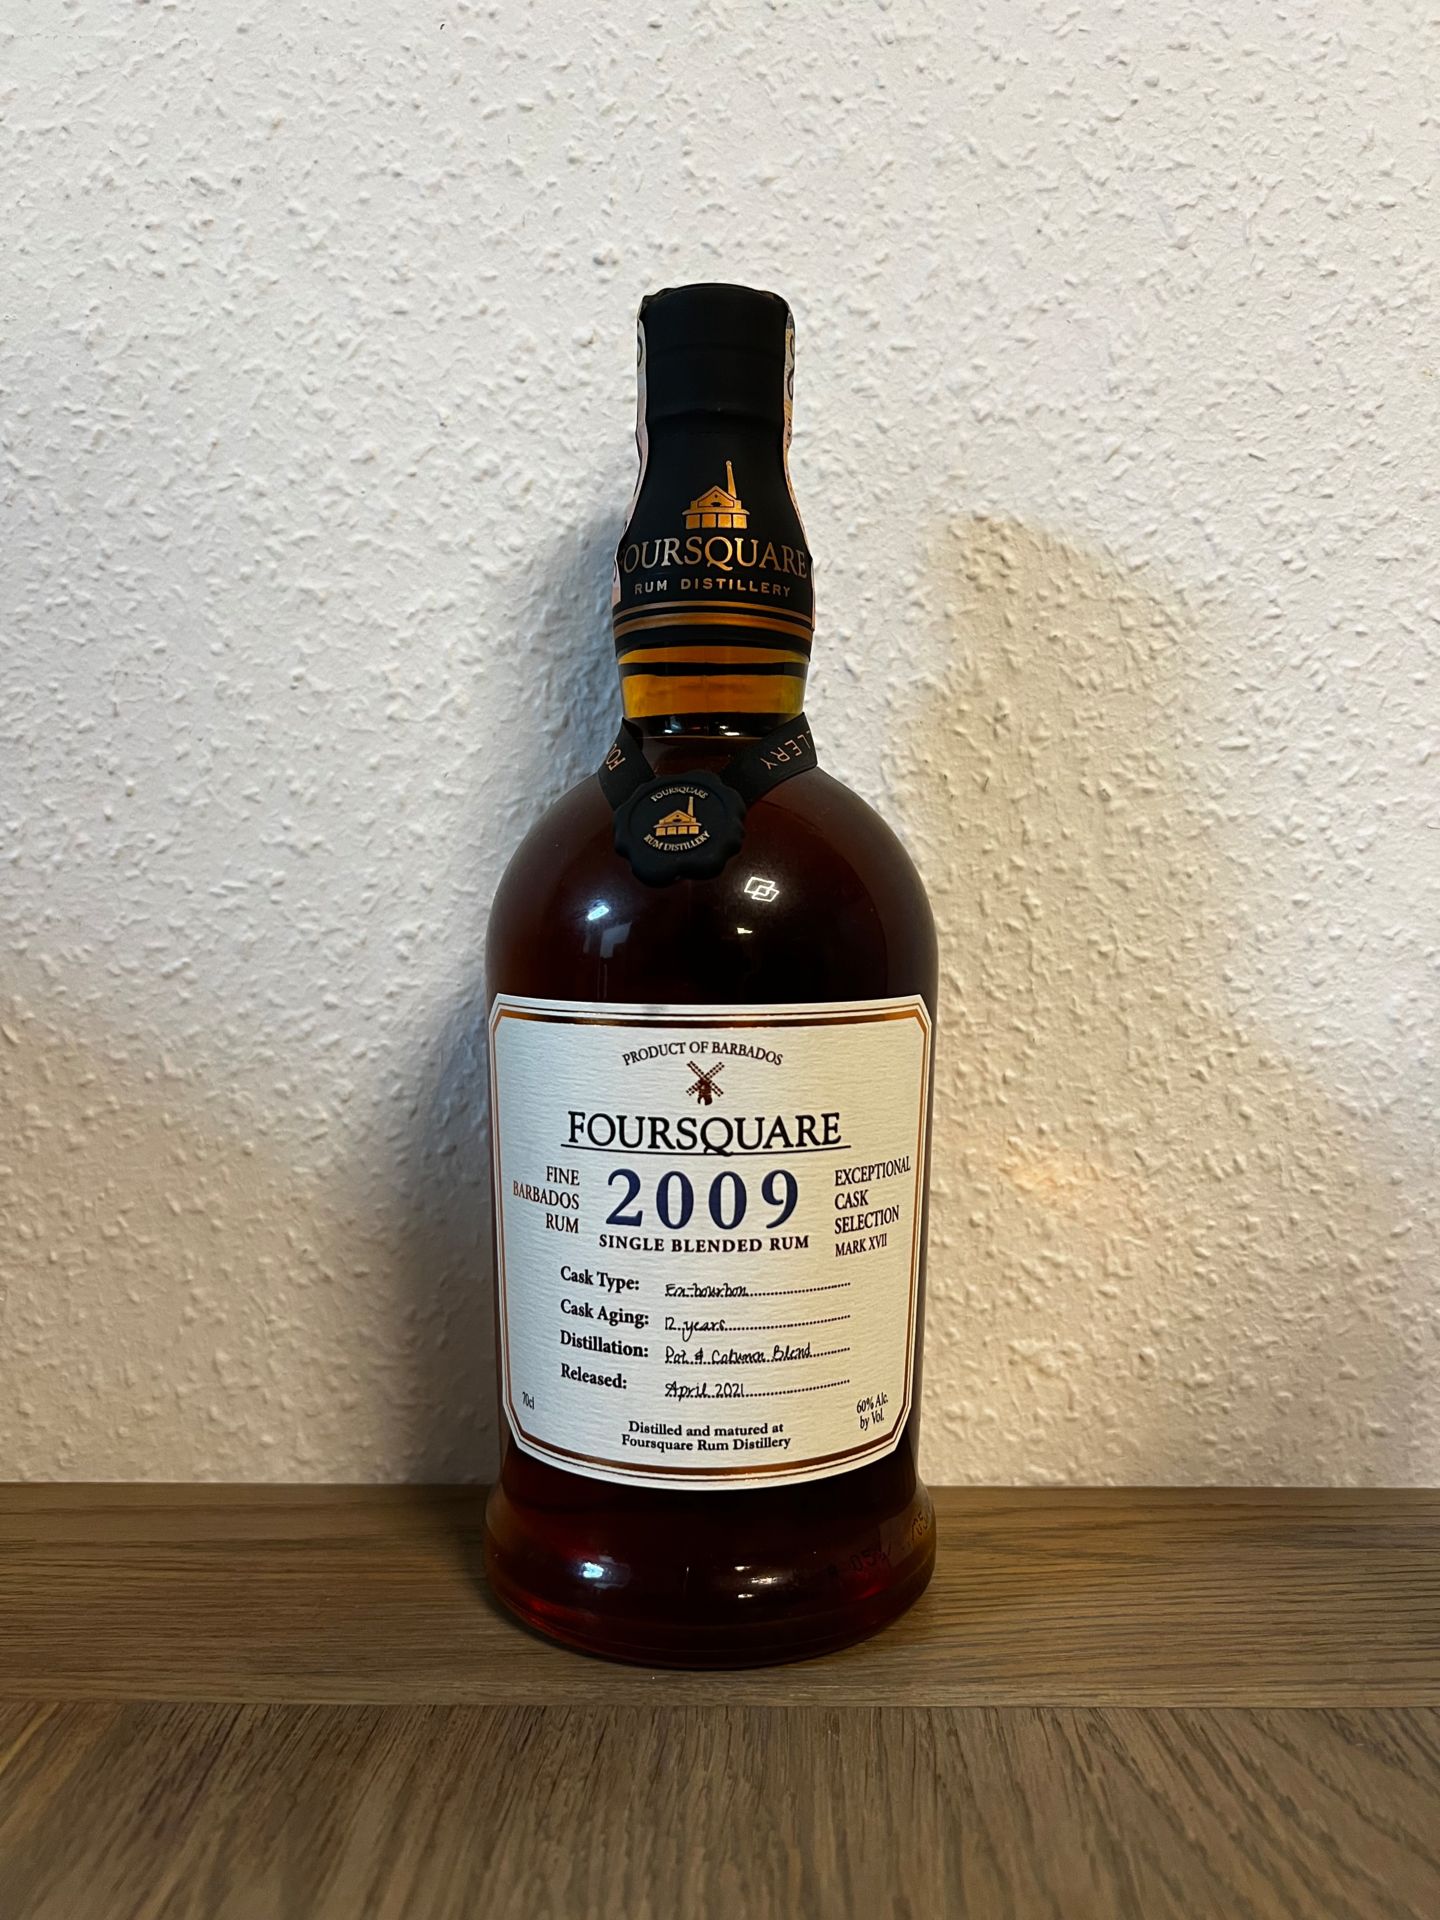 FOURSQUARE
RUM DISTILLERY
LLERY
FOURSQUARE
RUM DISTILLERY
PRODUCT OF BARBADOS
FOURSQUARE
FINE
BARBADOS
RUM
2009
SINGLE BLENDED RUM
EXCEPTIONAL
CASK
SELECTION
MARK XVII
Cask Type: Ex-bourbon
Cask Aging: 12 years
Distillation: Pot & Column Blend
Released: April 2021
70cl
60% Alc.
by Vol.
Distilled and matured at
Foursquare Rum Distillery